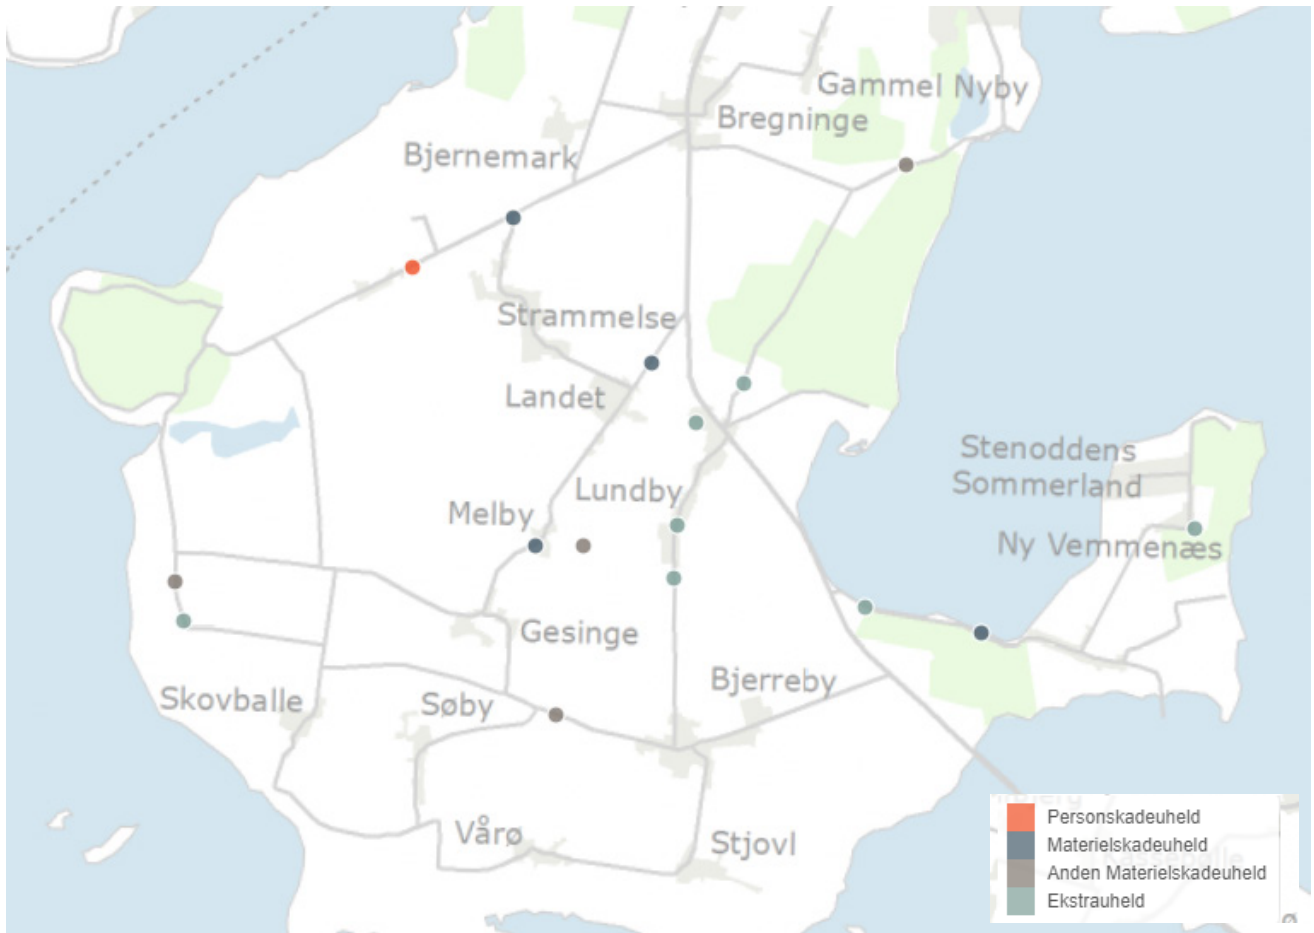 Gammel Nyby
Bregninge
Bjernemark
Strammelse
Landet
Stenoddens
Sommerland
Lundby
Melby
Ny Vemmenæs
Gesinge
Bjerreby
Skovballe
Søby
Vårø
Stjovl
Personskadeuheld
Materielskadeuheld
Anden Materielskadeuheld
Ekstrauheld